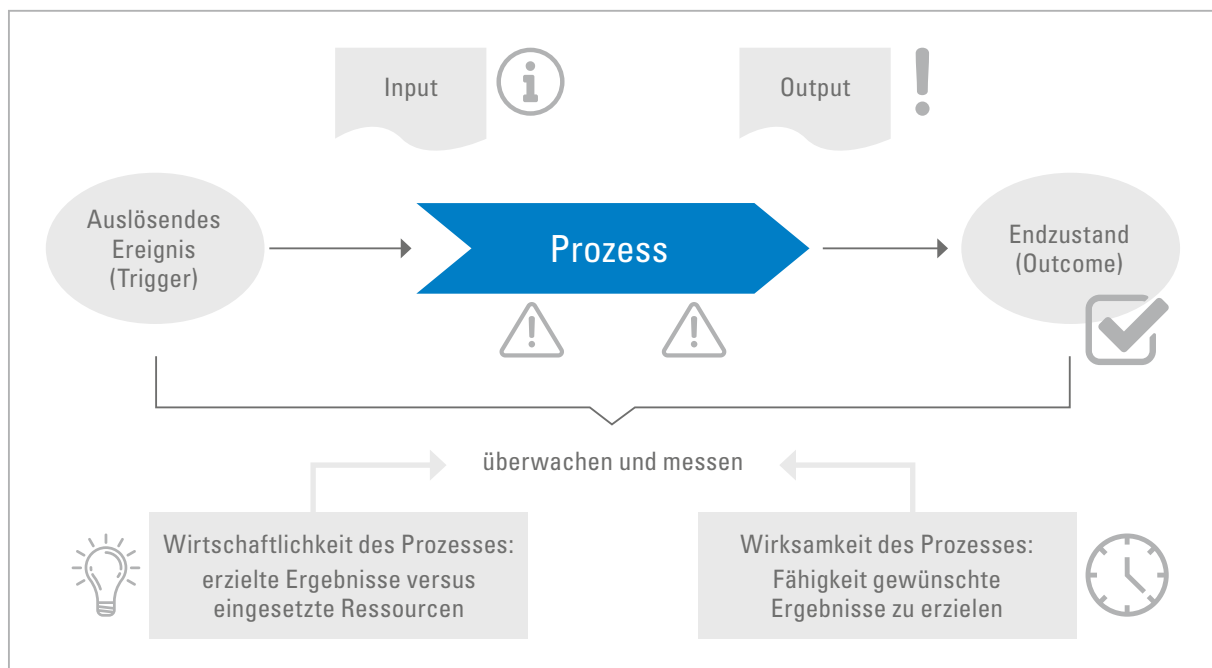 Input
Output
Auslösendes
Ereignis
(Trigger)
Prozess
Endzustand
(Outcome)
überwachen und messen
Wirtschaftlichkeit des Prozesses:
erzielte Ergebnisse versus
eingesetzte Ressourcen
Wirksamkeit des Prozesses:
Fähigkeit gewünschte
Ergebnisse zu erzielen